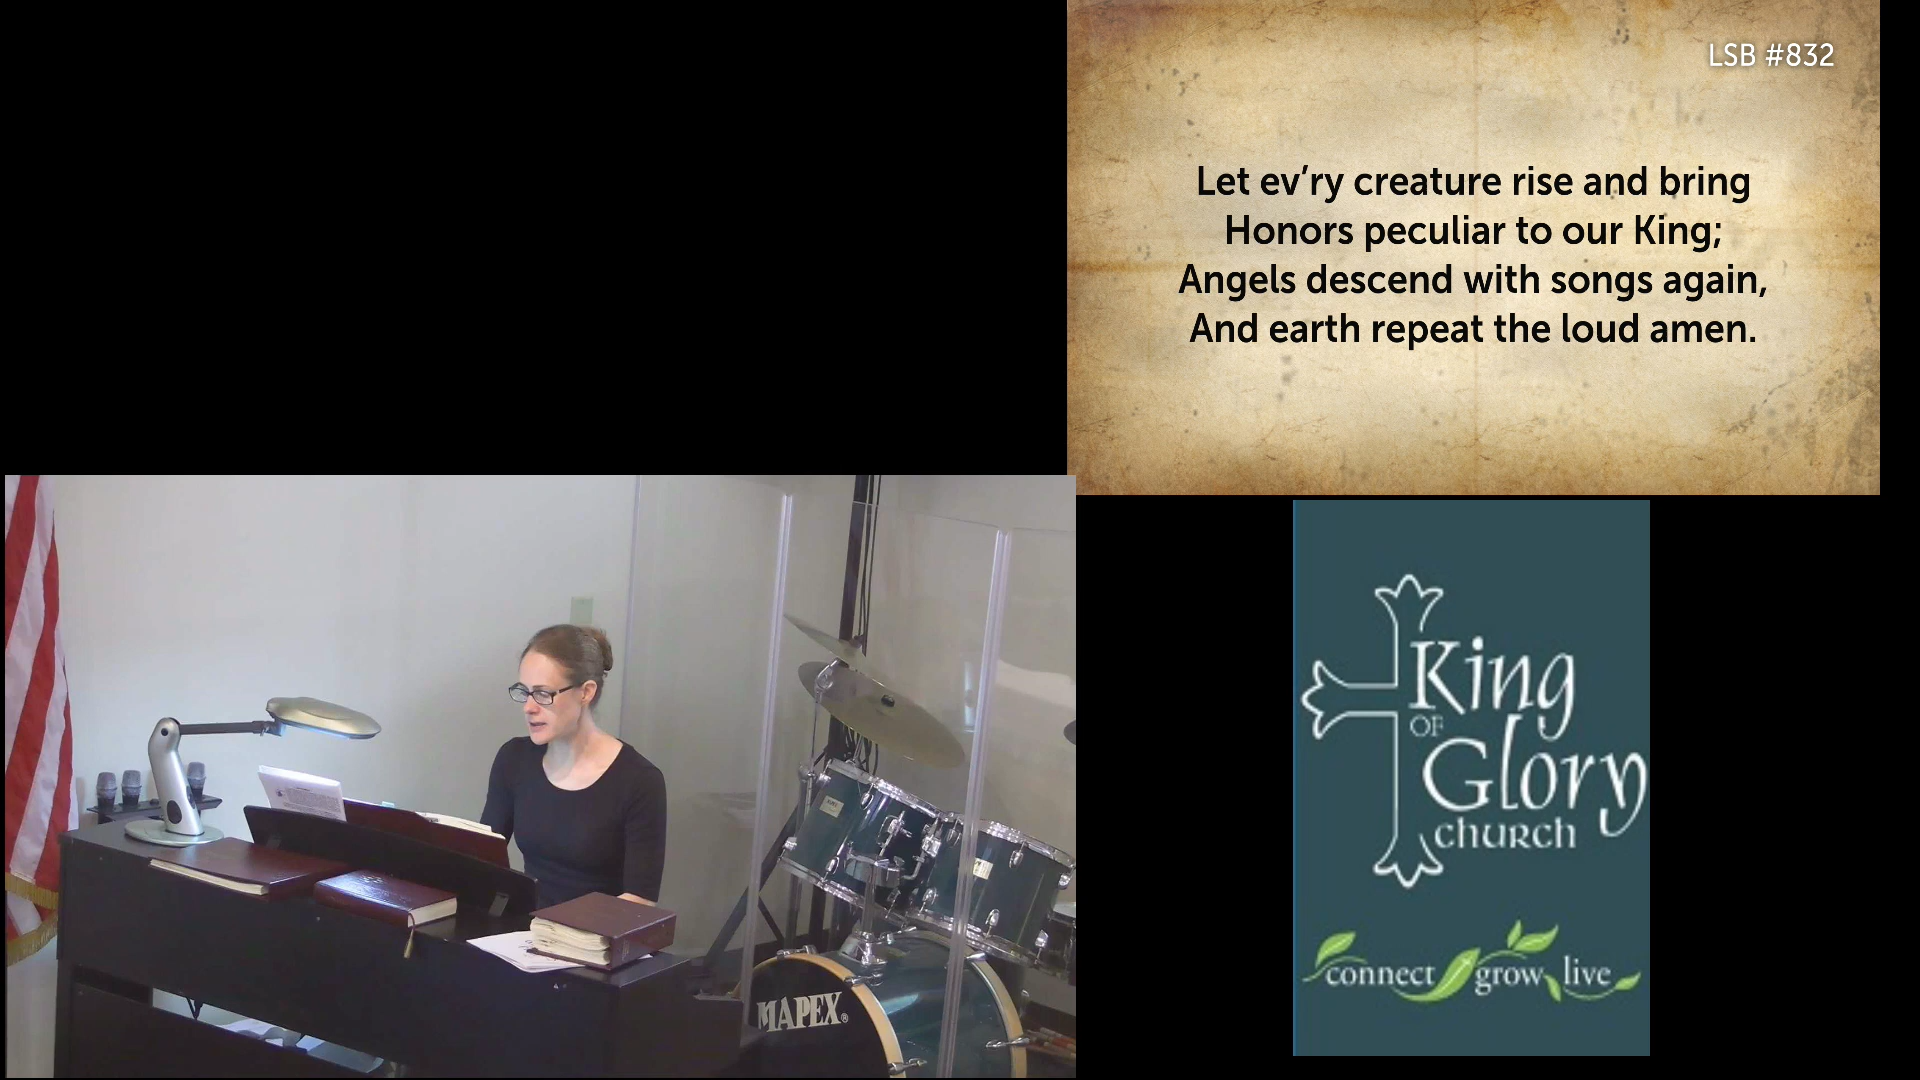 LSB #832
Let ev’ry creature rise and bring
Honors peculiar to our King;
Angels descend with songs again,
And earth repeat the loud amen.
King
OF
Glory
church
connect grow live
MAPEX®